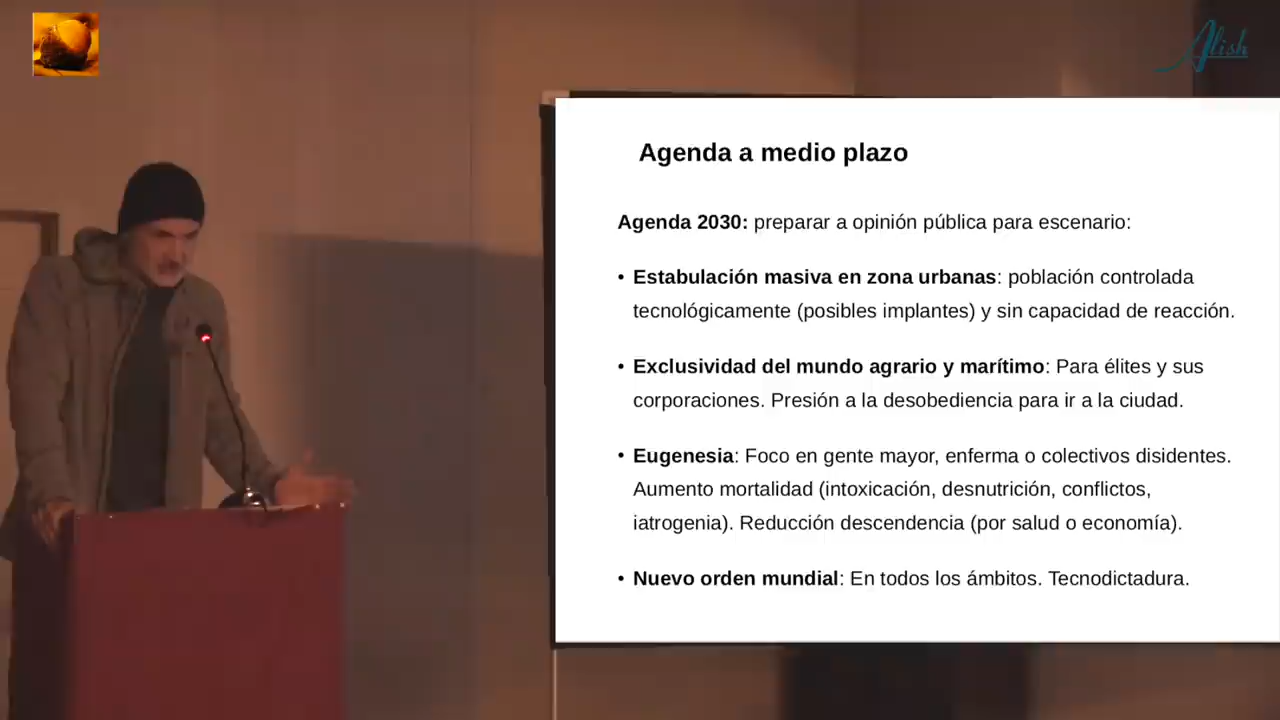 Alish
Agenda a medio plazo
Agenda 2030: preparar a opinión pública para escenario:
• Estabulación masiva en zona urbanas: población controlada
tecnológicamente (posibles implantes) y sin capacidad de reacción.
• Exclusividad del mundo agrario y marítimo: Para élites y sus
corporaciones. Presión a la desobediencia para ir a la ciudad.
• Eugenesia: Foco en gente mayor, enferma o colectivos disidentes.
Aumento mortalidad (intoxicación, desnutrición, conflictos,
iatrogenia). Reducción descendencia (por salud o economía).
• Nuevo orden mundial: En todos los ámbitos. Tecnodictadura.